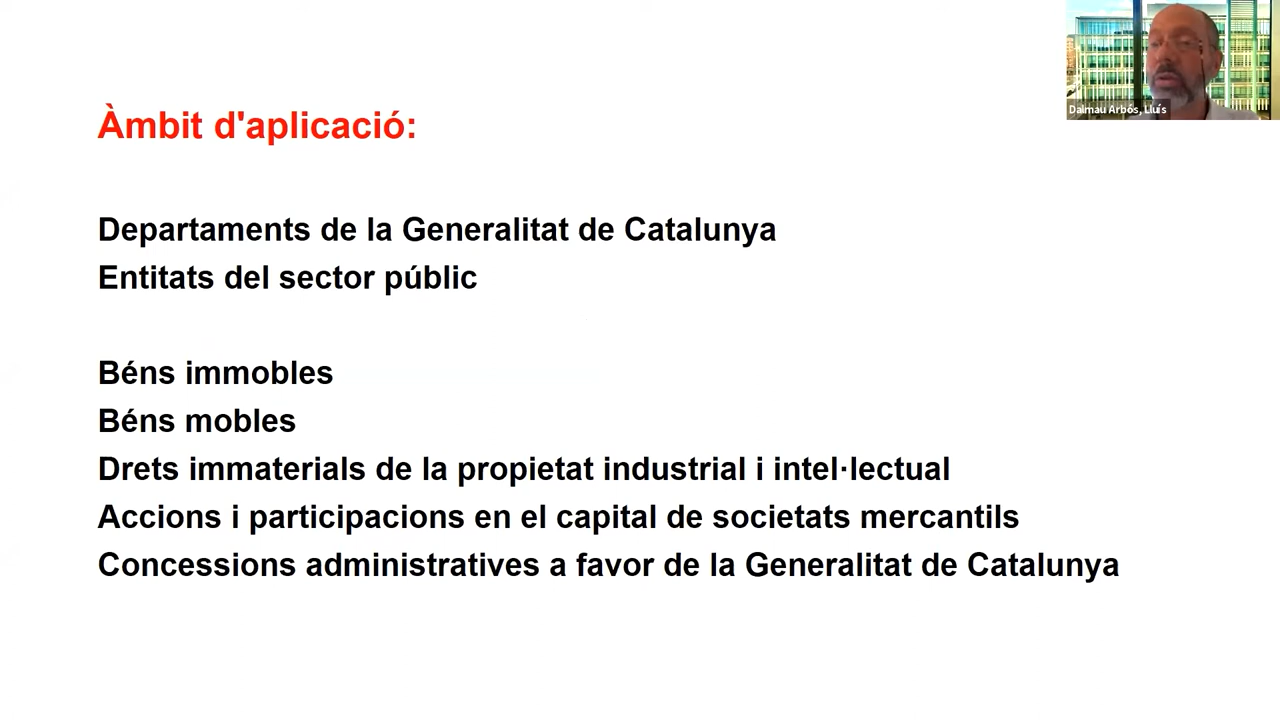 Àmbit d'aplicació:
Dalmau Arbós, Lluís
Departaments de la Generalitat de Catalunya
Entitats del sector públic
Béns immobles
Béns mobles
Drets immaterials de la propietat industrial i intel·lectual
Accions i participacions en el capital de societats mercantils
Concessions administratives a favor de la Generalitat de Catalunya